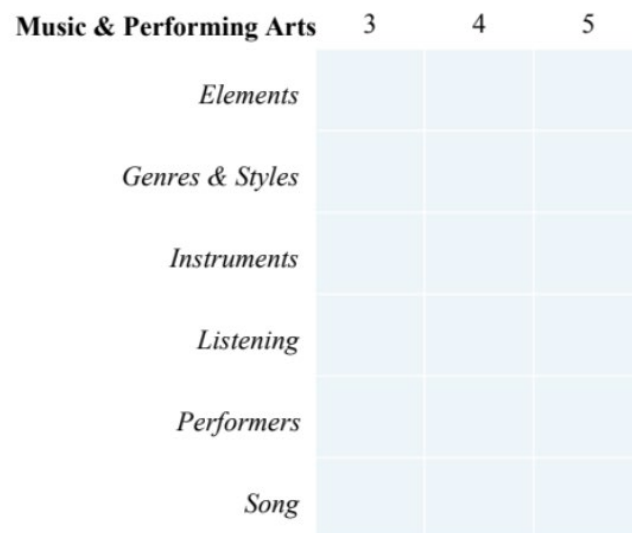 Music & Performing Arts 3 4 5
Elements
Genres & Styles
Instruments
Listening
Performers
Song